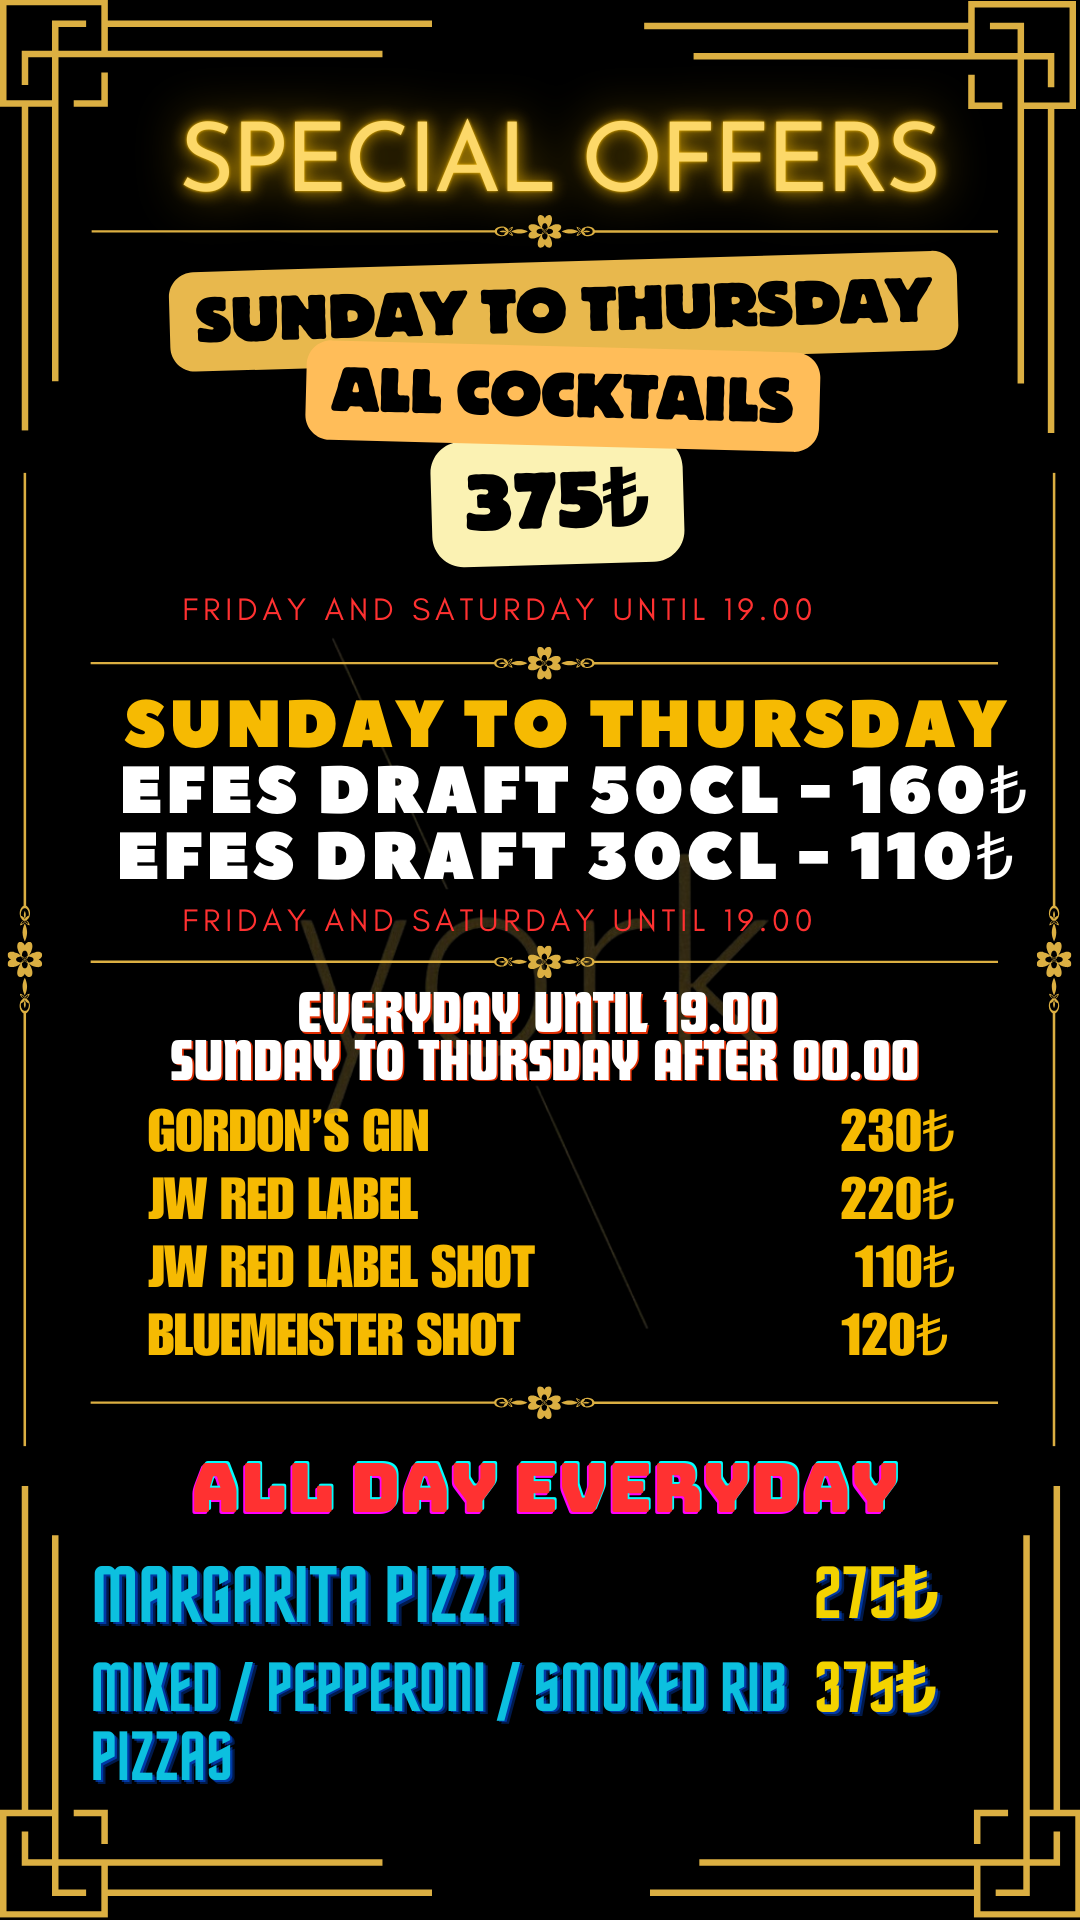 SPECIAL OFFERS
SUNDAY TO THURSDAY
ALL COCKTAILS
375₺
FRIDAY AND SATURDAY UNTIL 19.00
SUNDAY TO THURSDAY
EFES DRAFT 50CL - 160₺
EFES DRAFT 30CL - 110₺
FRIDAY AND SATURDAY UNTIL 19.00
york
EVERYDAY UNTIL 19.00
SUNDAY TO THURSDAY AFTER 00.00
GORDON'S GIN 230₺
JW RED LABEL 220₺
JW RED LABEL SHOT 110₺
BLUEMEISTER SHOT 120₺
ALL DAY EVERYDAY
MARGARITA PIZZA 275₺
MIXED / PEPPERONI / SMOKED RIB 375₺
PIZZAS